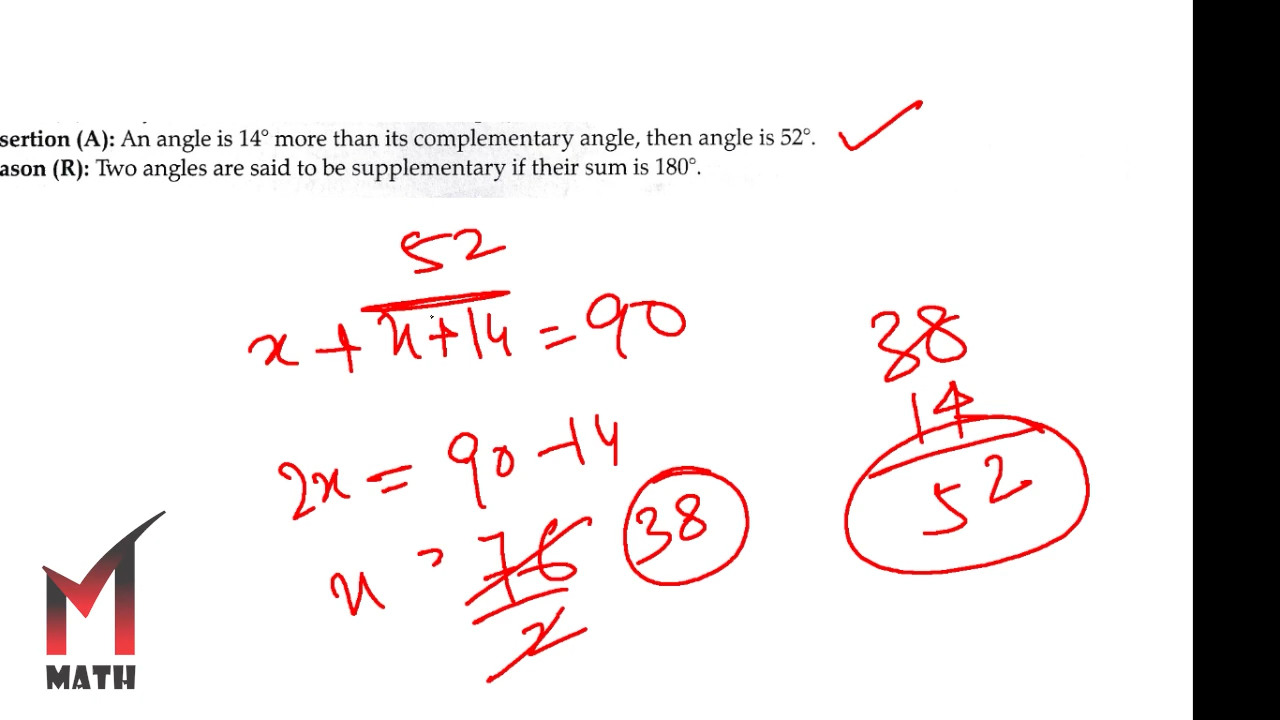 sertion (A): An angle is 14° more than its complementary angle, then angle is 52°.
ason (R): Two angles are said to be supplementary if their sum is 180°.
52
x + x+14 = 90
38
14
52
2x = 90-14
x = 76/2
38
MATH